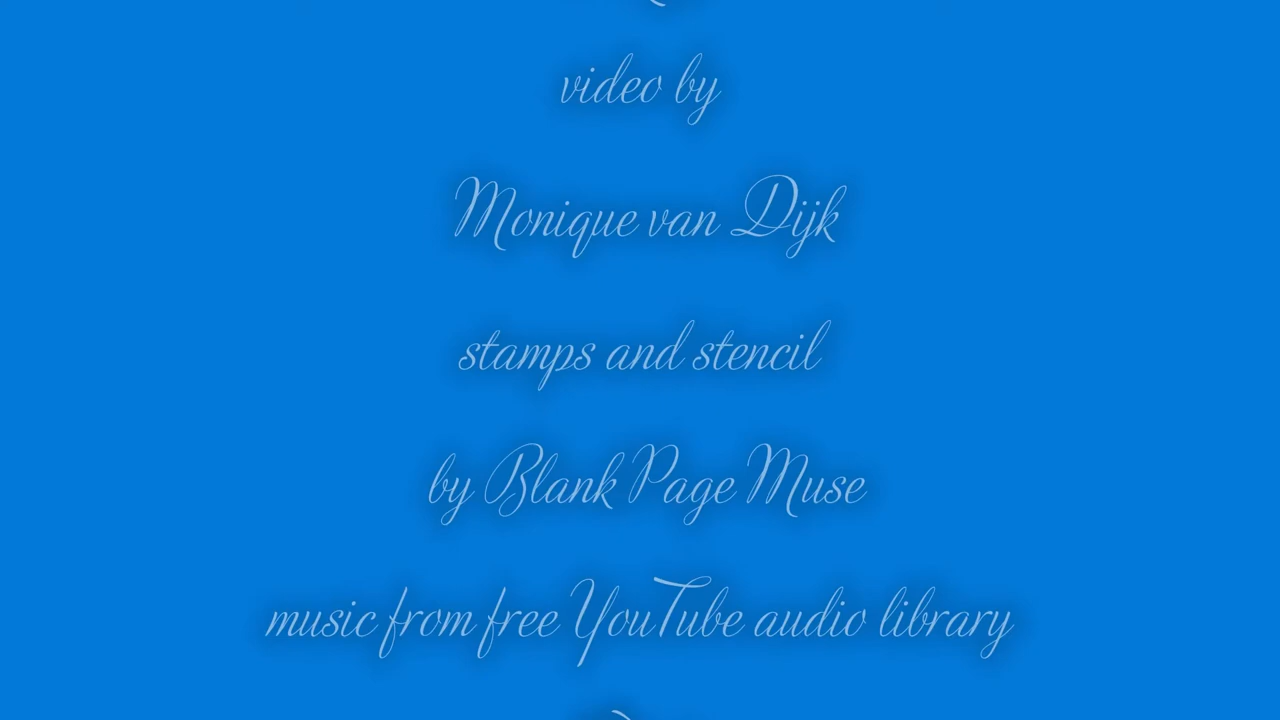 video by
Monique van Dijk
stamps and stencil
by Blank Page Muse
music from free YouTube audio library